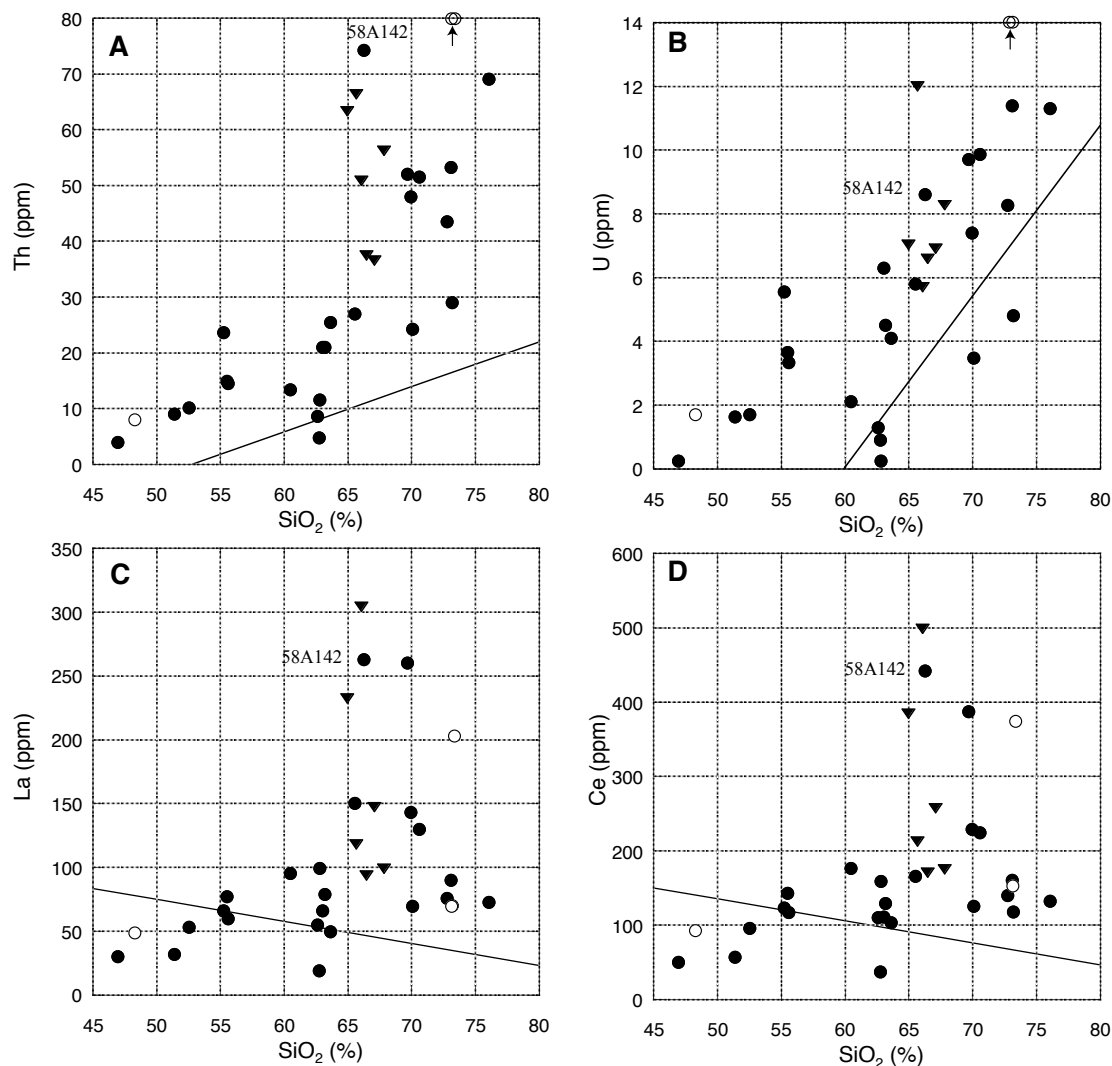 A
58A142
80
70
60
50
40
30
20
10
0
Th (ppm)
45 50 55 60 65 70 75 80
SiO₂ (%)
B
58A142
14
12
10
8
6
4
2
0
U (ppm)
45 50 55 60 65 70 75 80
SiO₂ (%)
C
58A142
350
300
250
200
150
100
50
0
La (ppm)
45 50 55 60 65 70 75 80
SiO₂ (%)
D
58A142
600
500
400
300
200
100
0
Ce (ppm)
45 50 55 60 65 70 75 80
SiO₂ (%)